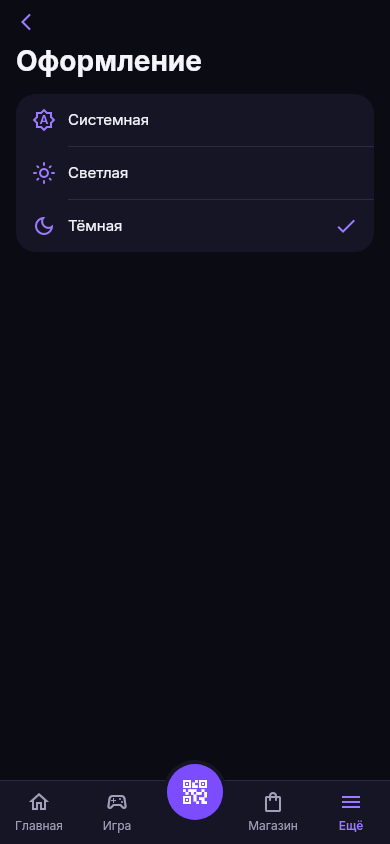 Оформление
Системная
Светлая
Тёмная
Главная
Игра
Магазин
Ещё